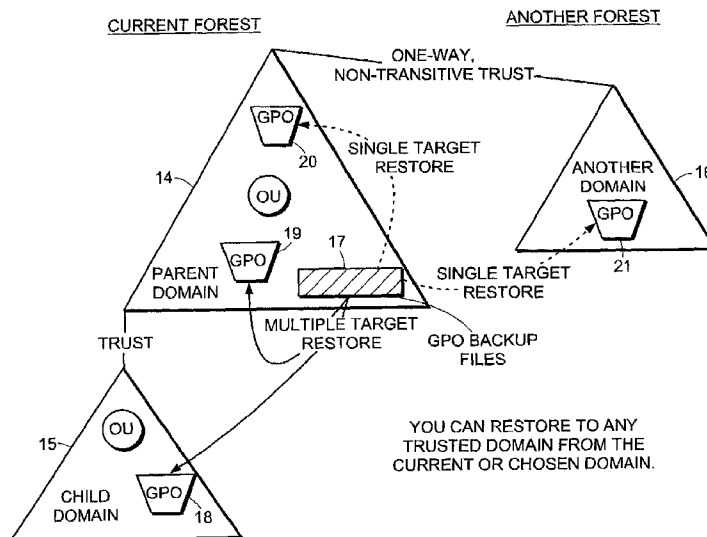 CURRENT FOREST
ANOTHER FOREST
ONE-WAY,
NON-TRANSITIVE TRUST
GPO
20
SINGLE TARGET
RESTORE
14
OU
ANOTHER
DOMAIN
16
GPO
21
19
GPO
17
PARENT
DOMAIN
SINGLE TARGET
RESTORE
MULTIPLE TARGET
RESTORE
GPO BACKUP
FILES
TRUST
15
OU
GPO
18
CHILD
DOMAIN
YOU CAN RESTORE TO ANY
TRUSTED DOMAIN FROM THE
CURRENT OR CHOSEN DOMAIN.